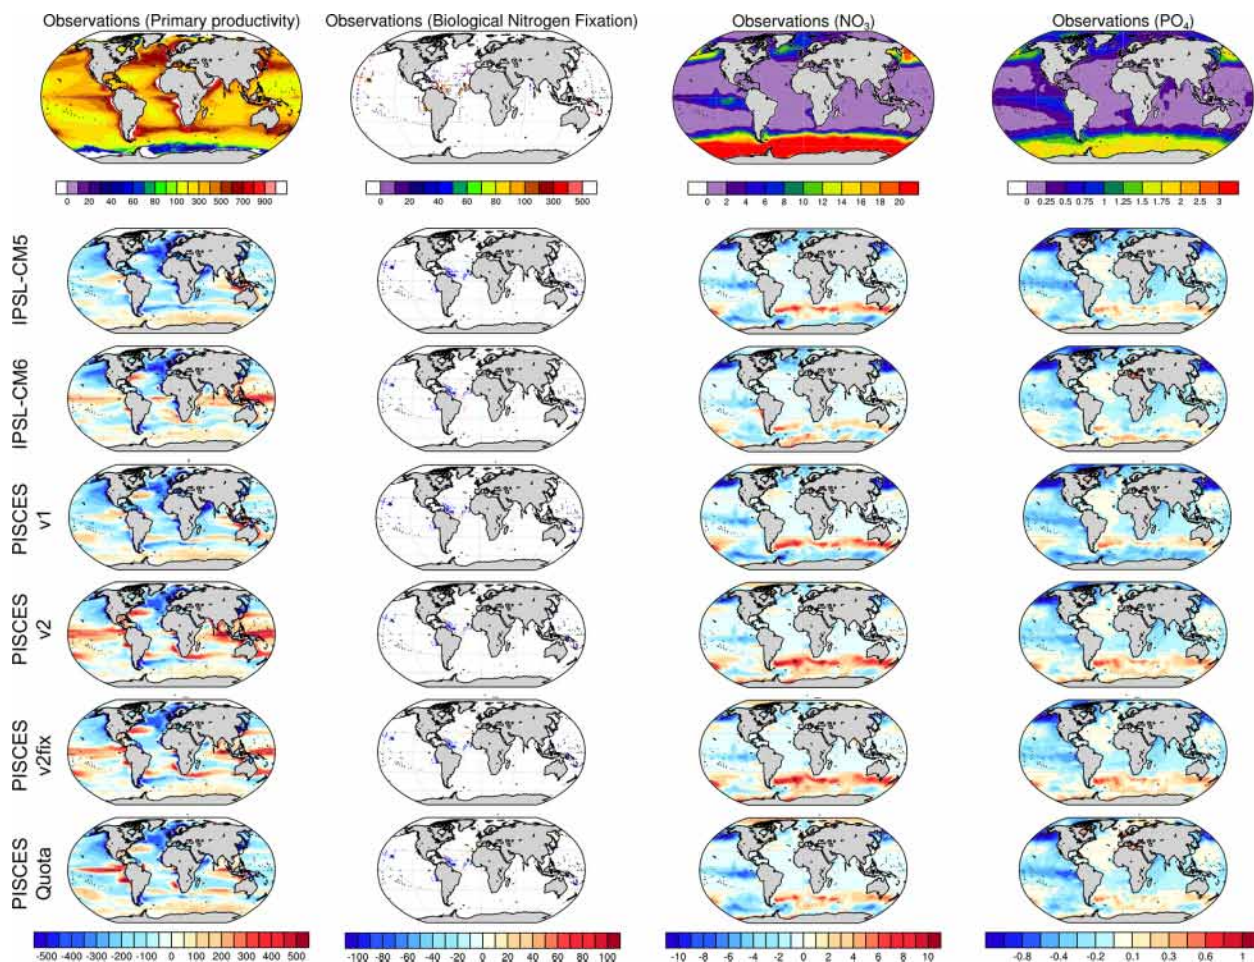 Observations (Primary productivity)
Observations (Biological Nitrogen Fixation)
Observations (NO3)
Observations (PO4)
0 20 40 60 80 100 300 500 700 900
0 20 40 60 80 100 300 500
0 2 4 6 8 10 12 14 16 20
0 0.25 0.5 0.75 1 1.25 1.5 1.75 2 2.5 3
IPSL-CM5
IPSL-CM6
PISCES
v1
PISCES
v2
PISCES
v2fix
PISCES
Quota
-500 -400 -300 -200 -100 0 100 200 300 400 500
-100 -80 -60 -40 -20 0 20 40 60 80 100
-10 -8 -6 -4 -2 0 2 4 6 8 10
-0.8 -0.4 -0.2 0.1 0.3 0.6 1